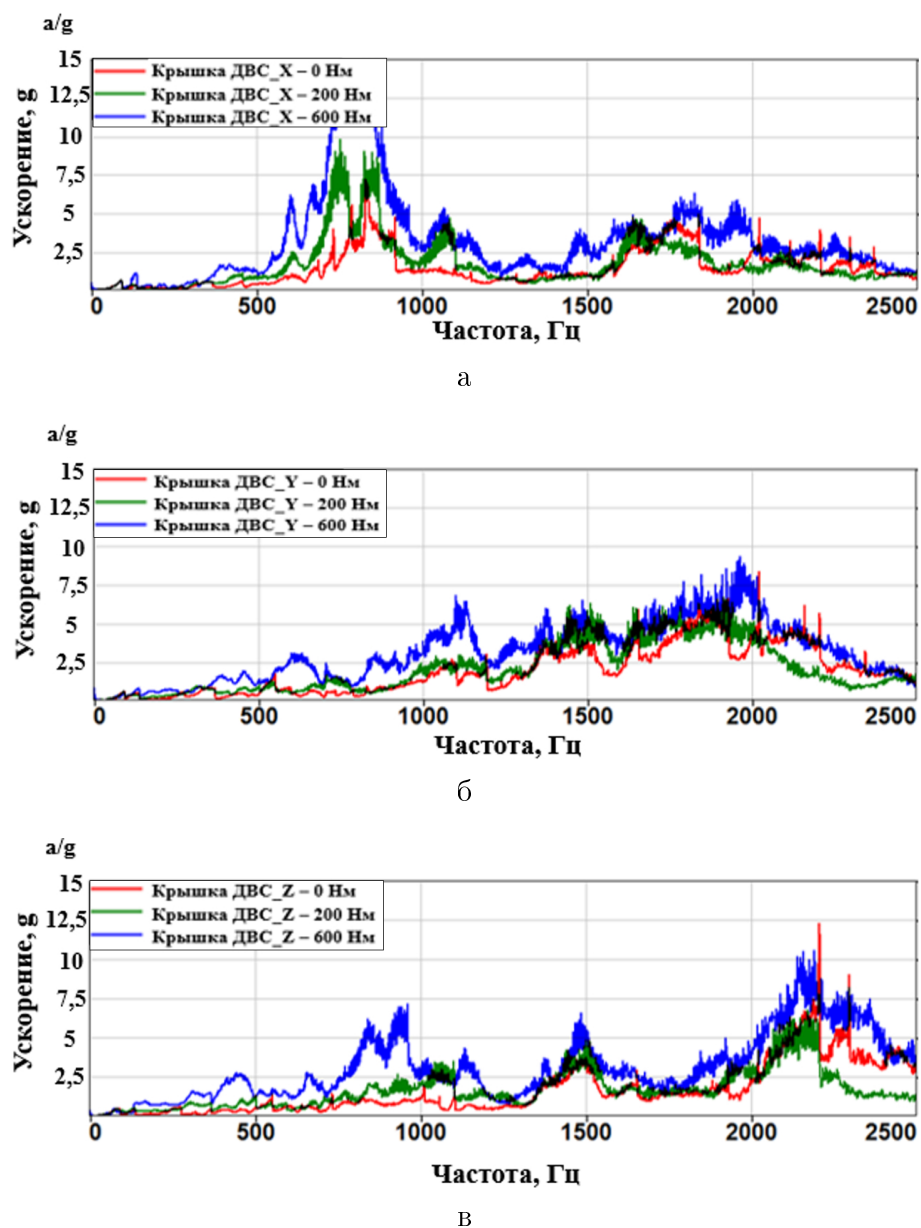 a/g
15
12,5
10
7,5
5
2,5
Ускорение, g
Крышка ДВС_X – 0 Нм
Крышка ДВС_X – 200 Нм
Крышка ДВС_X – 600 Нм
0 500 1000 1500 2000 2500
Частота, Гц
а
a/g
15
12,5
10
7,5
5
2,5
Ускорение, g
Крышка ДВС_Y – 0 Нм
Крышка ДВС_Y – 200 Нм
Крышка ДВС_Y – 600 Нм
0 500 1000 1500 2000 2500
Частота, Гц
б
a/g
15
12,5
10
7,5
5
2,5
Ускорение, g
Крышка ДВС_Z – 0 Нм
Крышка ДВС_Z – 200 Нм
Крышка ДВС_Z – 600 Нм
0 500 1000 1500 2000 2500
Частота, Гц
в